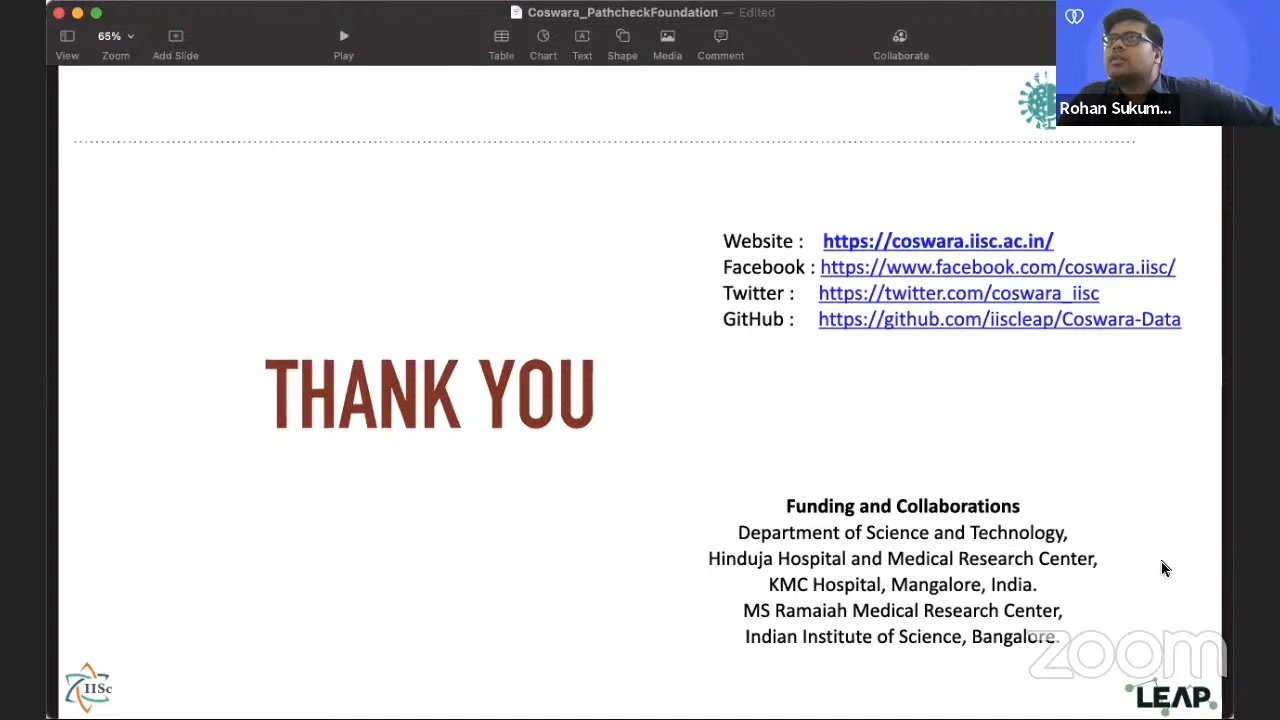 Coswara_PathcheckFoundation — Edited
65%
View Zoom Add Slide Play Table Chart Text Shape Media Comment Collaborate
Rohan Sukum...
Website : https://coswara.iisc.ac.in/
Facebook : https://www.facebook.com/coswara.iisc/
Twitter : https://twitter.com/coswara_iisc
GitHub : https://github.com/iiscleap/Coswara-Data
THANK YOU
Funding and Collaborations
Department of Science and Technology,
Hinduja Hospital and Medical Research Center,
KMC Hospital, Mangalore, India.
MS Ramaiah Medical Research Center,
Indian Institute of Science, Bangalore.
zoom
IISc
LEAP